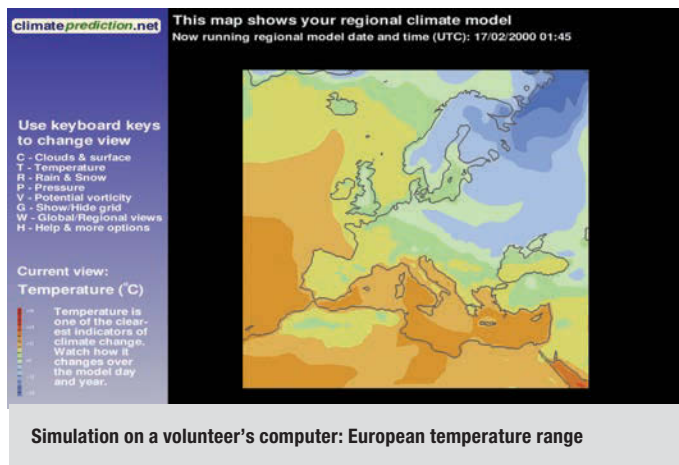 climateprediction.net
This map shows your regional climate model
Now running regional model date and time (UTC): 17/02/2000 01:45
Use keyboard keys
to change view
C - Clouds & surface
T - Temperature
R - Rain & Snow
P - Pressure
V - Potential vorticity
G - Show/Hide grid
W - Global/Regional views
H - Help & more options
Current view:
Temperature (°C)
Temperature is
one of the clear-
est indicators of
climate change.
Watch how it
changes over
the model day
and year.
Simulation on a volunteer's computer: European temperature range